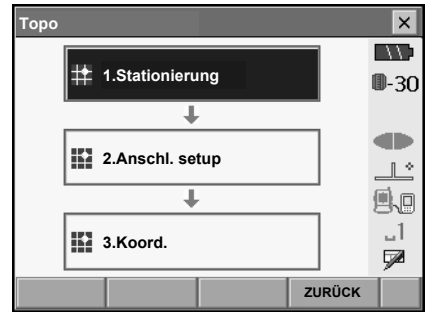 Topo
1.Stationierung
-30
2.Anschl. setup
1
3.Koord.
ZURÜCK